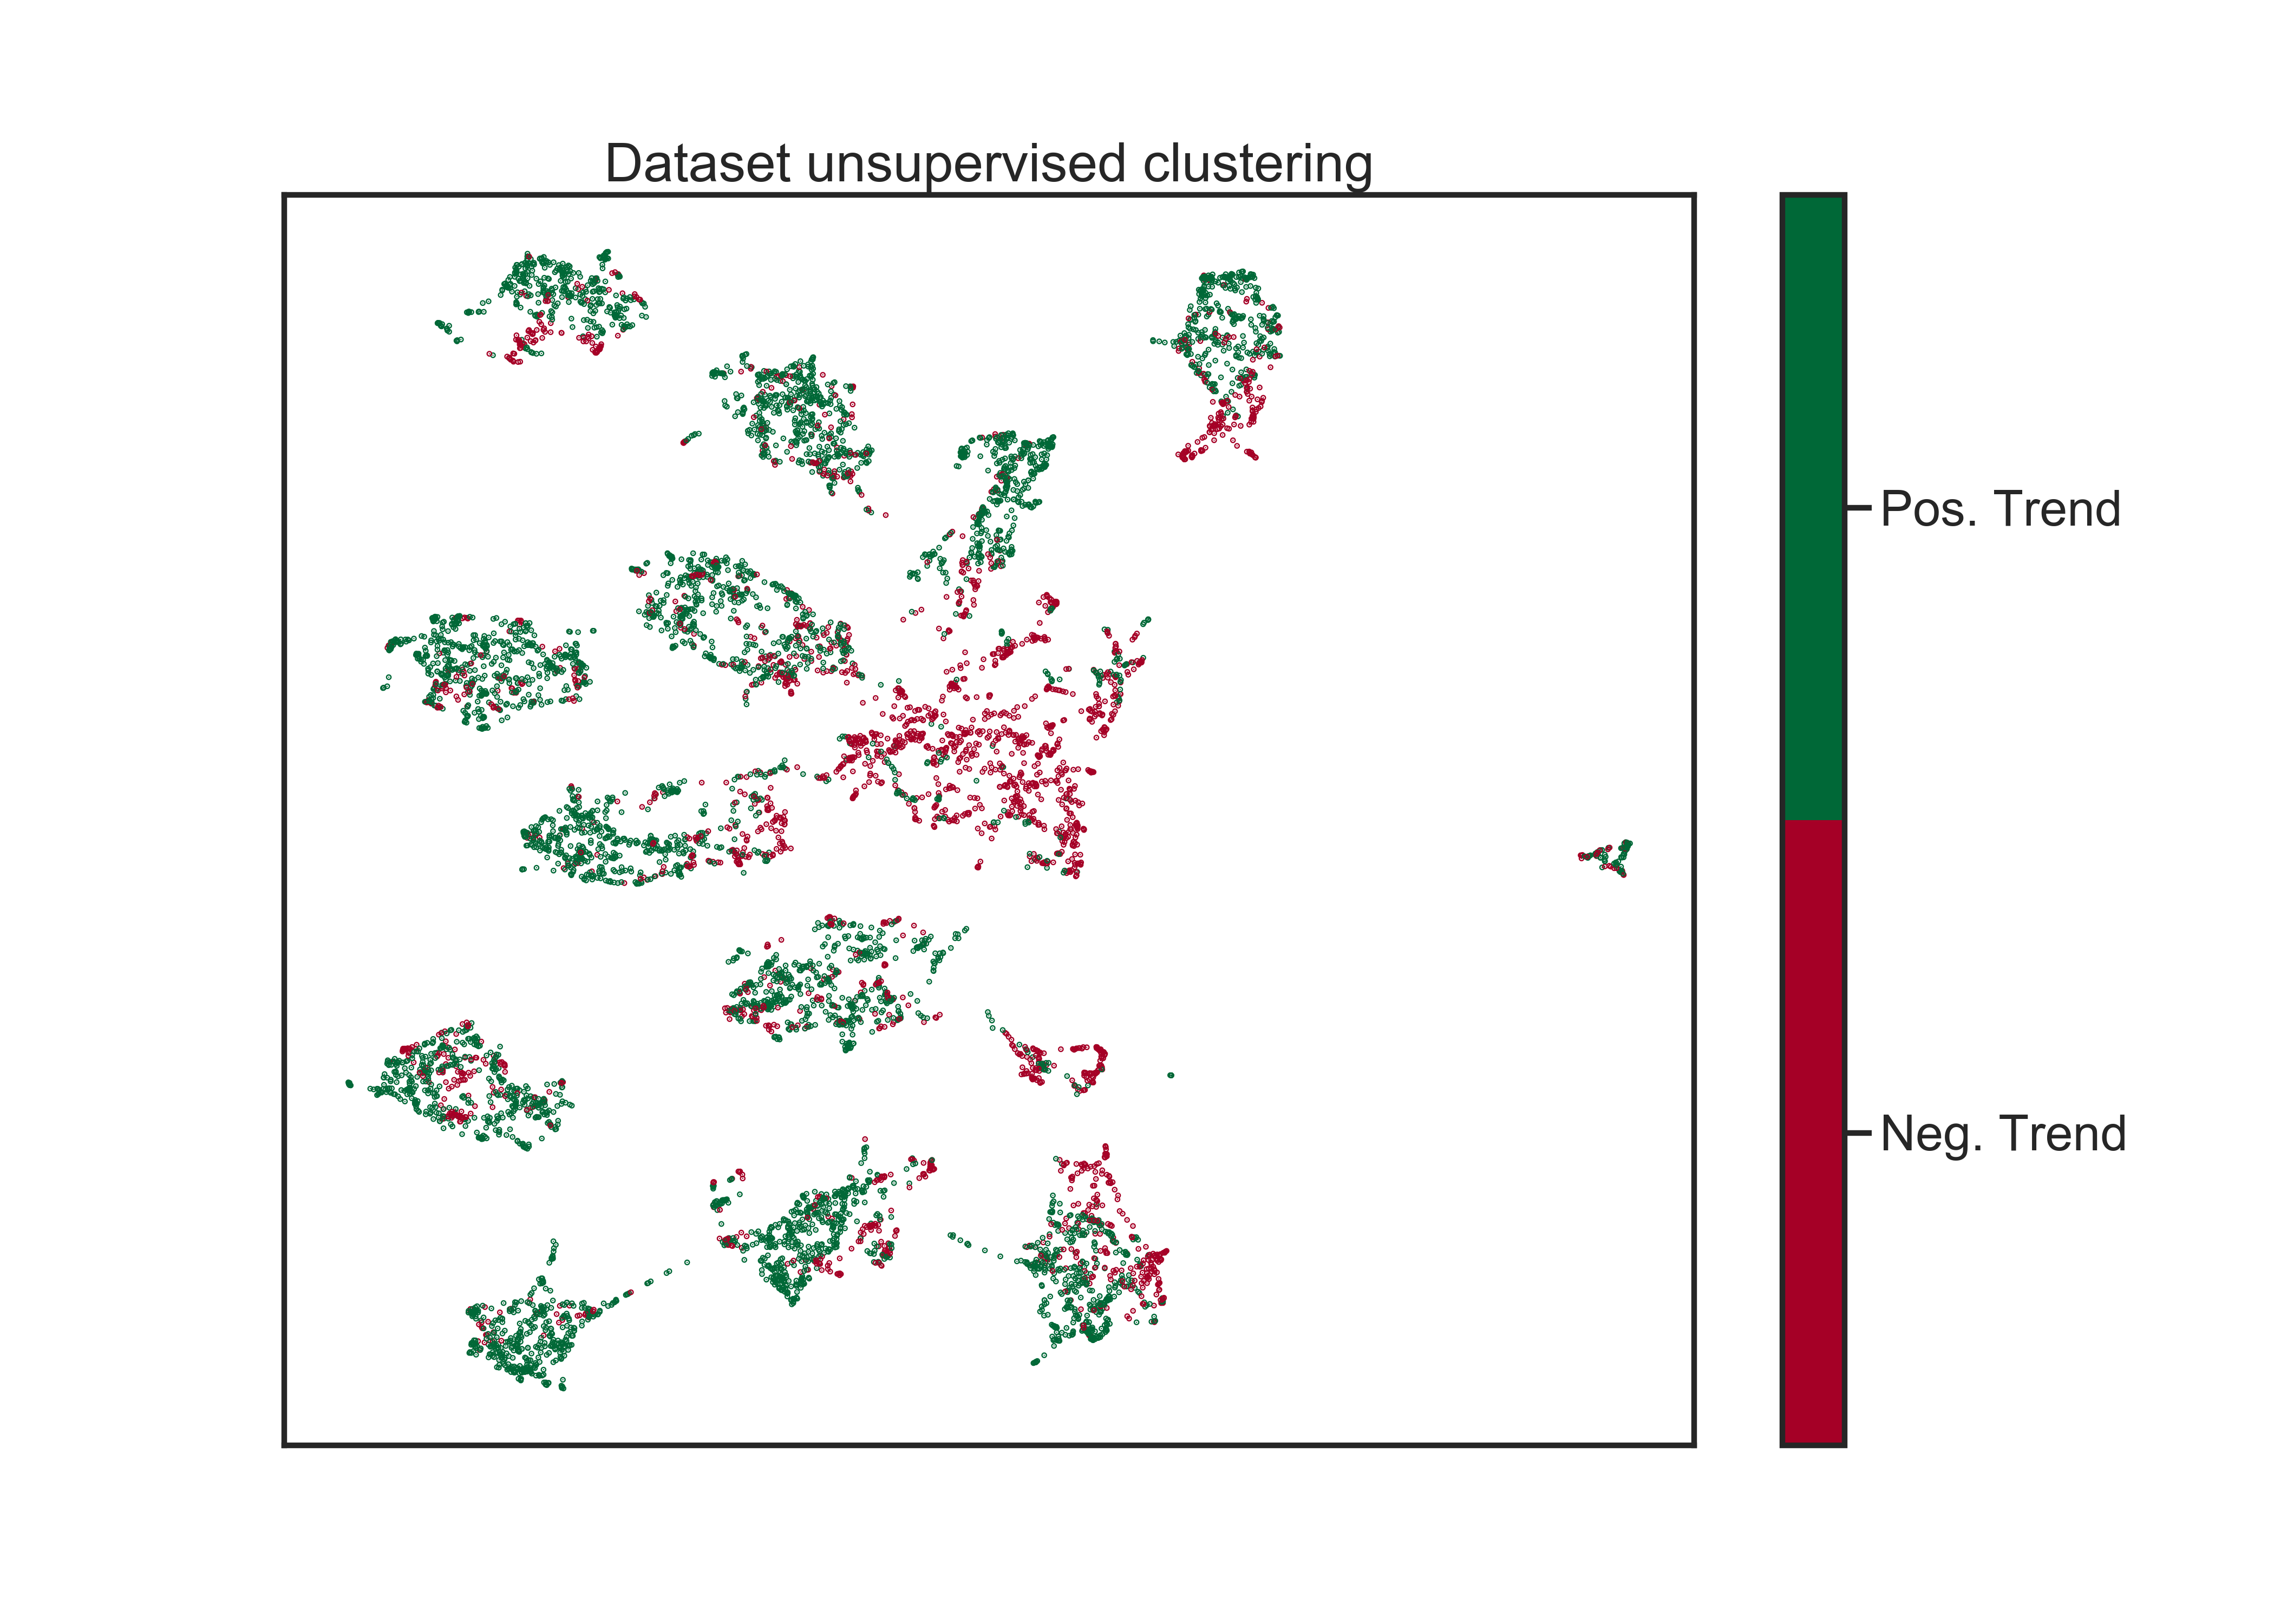 Dataset unsupervised clustering
Pos. Trend
Neg. Trend